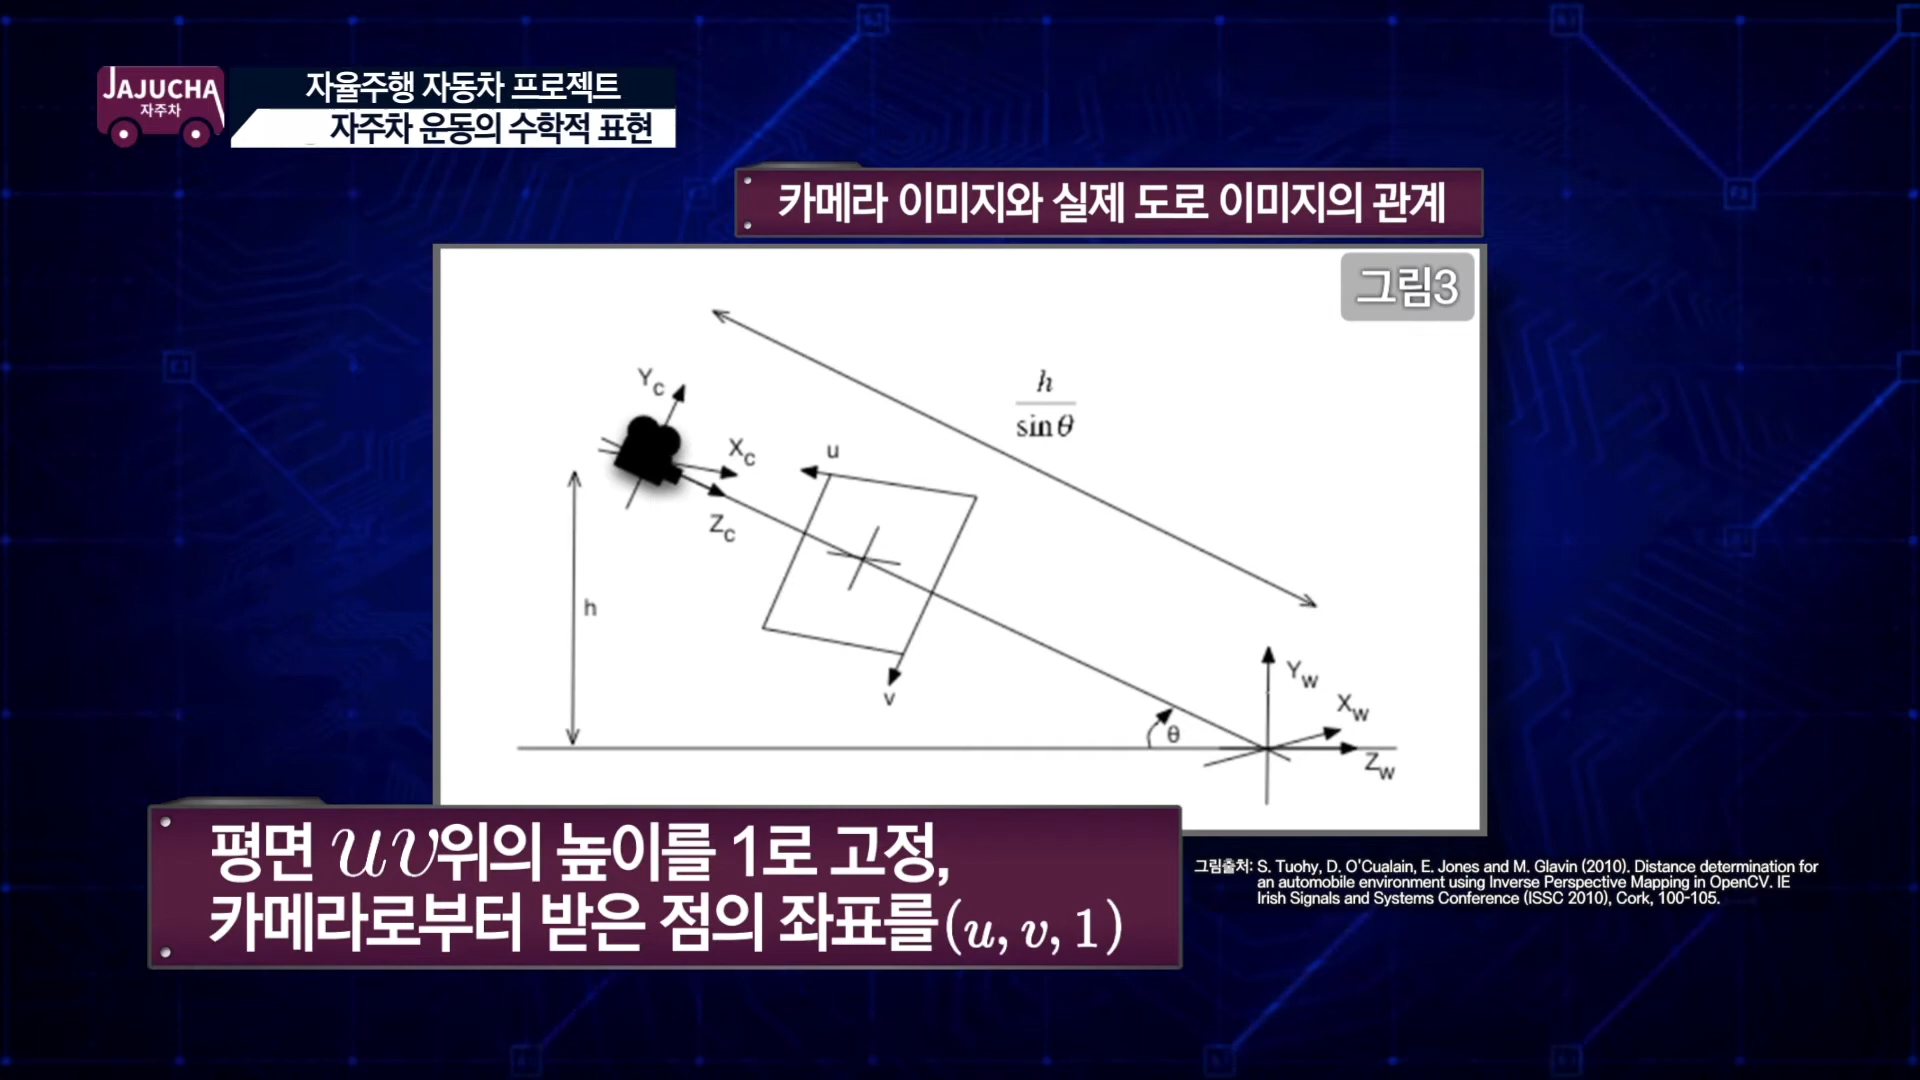 JAJUCHA
자주차
자율주행 자동차 프로젝트
자주차 운동의 수학적 표현
카메라 이미지와 실제 도로 이미지의 관계
그림3
h
sin θ
Yc
Xc
u
Zc
h
v
Yw
Xw
θ
Zw
평면 uv위의 높이를 1로 고정,
카메라로부터 받은 점의 좌표를 (u, v, 1)
그림출처: S. Tuohy, D. O'Cualain, E. Jones and M. Glavin (2010). Distance determination for
an automobile environment using Inverse Perspective Mapping in OpenCV. IE
Irish Signals and Systems Conference (ISSC 2010), Cork, 100-105.